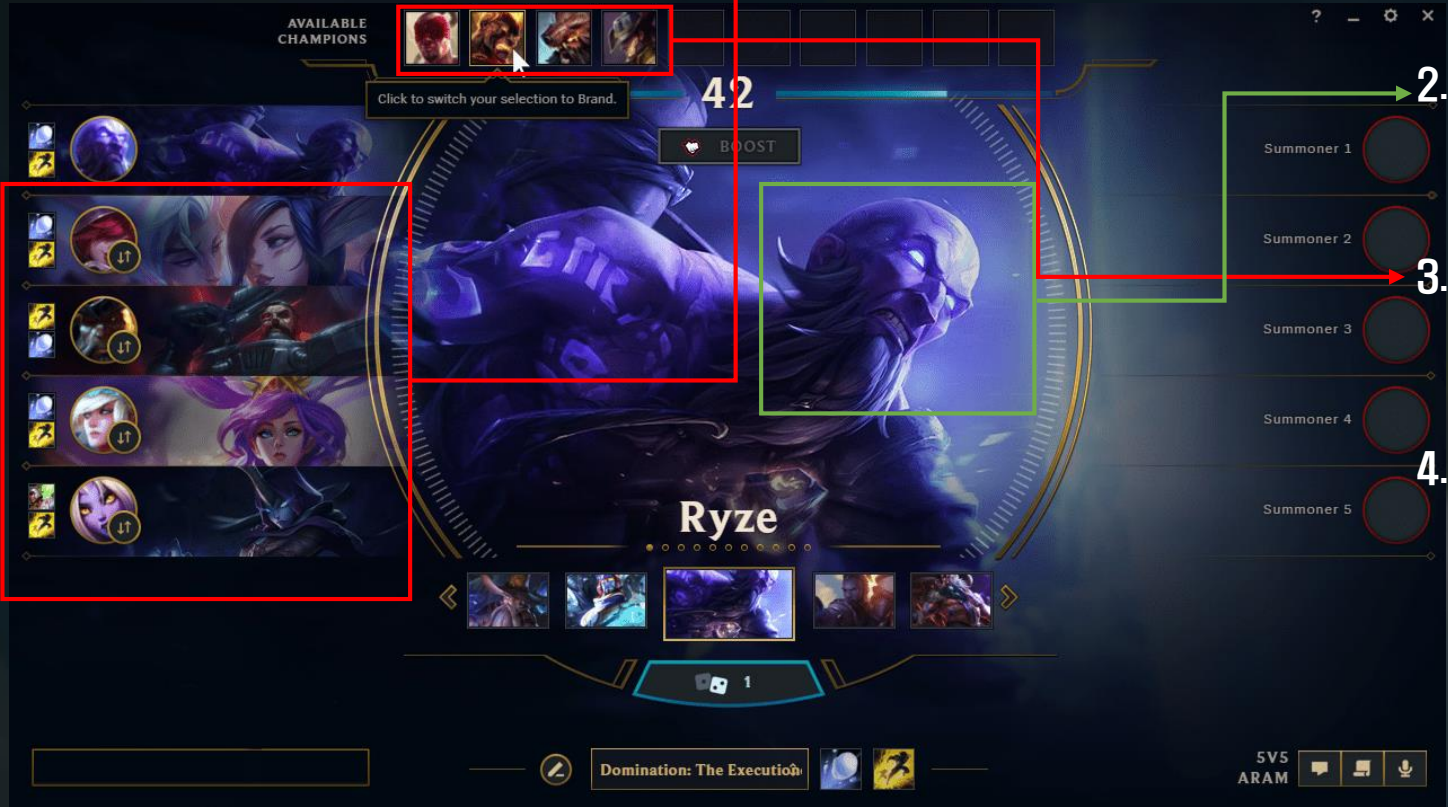 AVAILABLE
CHAMPIONS
?
Click to switch your selection to Brand.
42
BOOST
2.
Summoner 1
Summoner 2
3.
Summoner 3
Summoner 4
4.
Summoner 5
Ryze
1
Domination: The Execution
5V5
ARAM